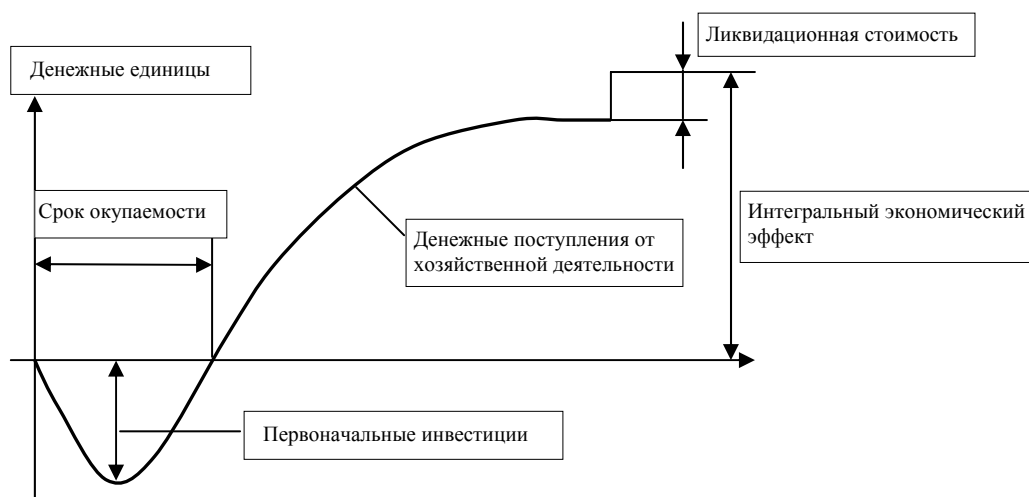 Ликвидационная стоимость
Денежные единицы
Срок окупаемости
Интегральный экономический
эффект
Денежные поступления от
хозяйственной деятельности
Первоначальные инвестиции